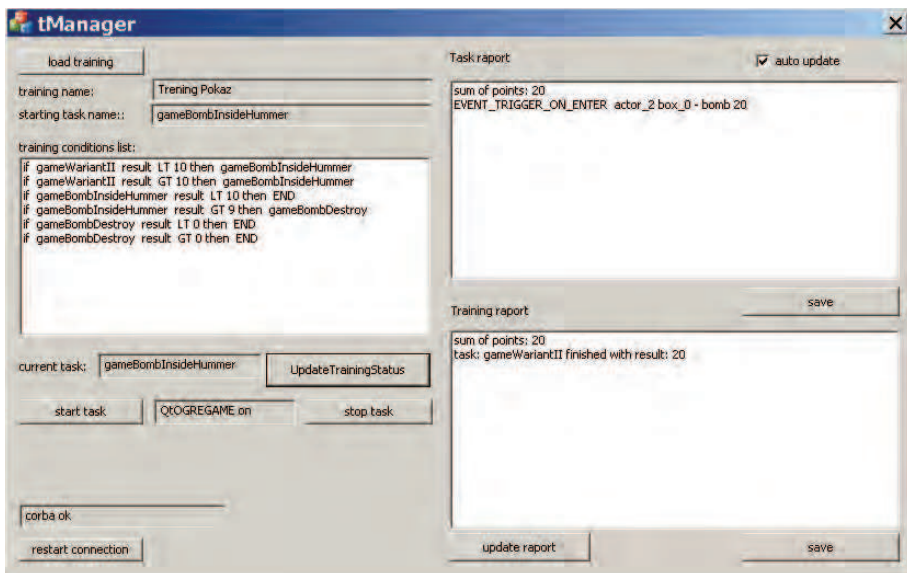 tManager
load training
training name:
Trening Pokaz
starting task name::
gameBombInsideHummer
training conditions list:
if gameWariantII result LT 10 then gameBombInsideHummer
if gameWariantII result GT 10 then gameBombInsideHummer
if gameBombInsideHummer result LT 10 then END
if gameBombInsideHummer result GT 9 then gameBombDestroy
if gameBombDestroy result LT 0 then END
if gameBombDestroy result GT 0 then END
current task:
gameBombInsideHummer
UpdateTrainingStatus
start task
QtOGREGAME on
stop task
corba ok
restart connection
Task raport
auto update
sum of points: 20
EVENT_TRIGGER_ON_ENTER actor_2 box_0 - bomb 20
save
Training raport
sum of points: 20
task: gameWariantII finished with result: 20
update raport
save